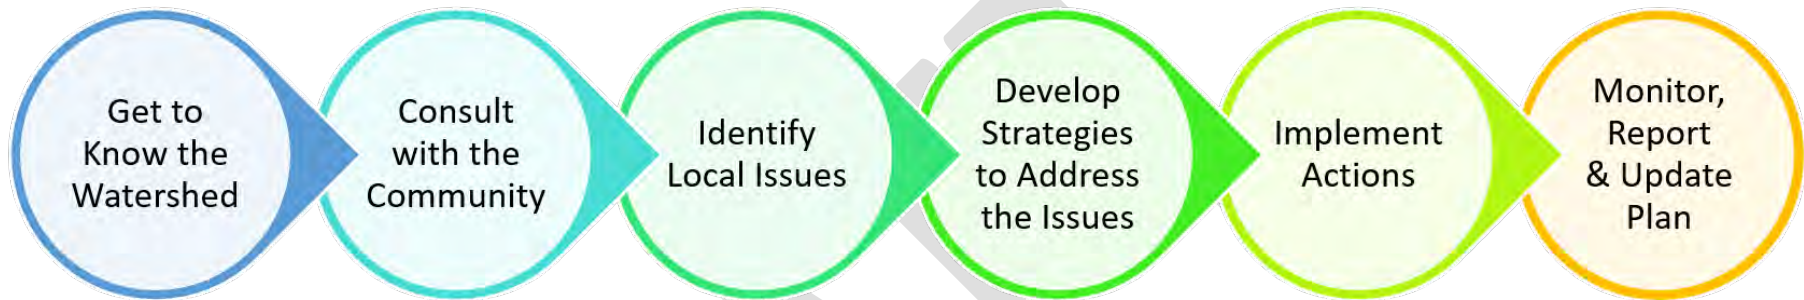 Get to
Know the
Watershed
Consult
with the
Community
Identify
Local Issues
Develop
Strategies
to Address
the Issues
Implement
Actions
Monitor,
Report
& Update
Plan